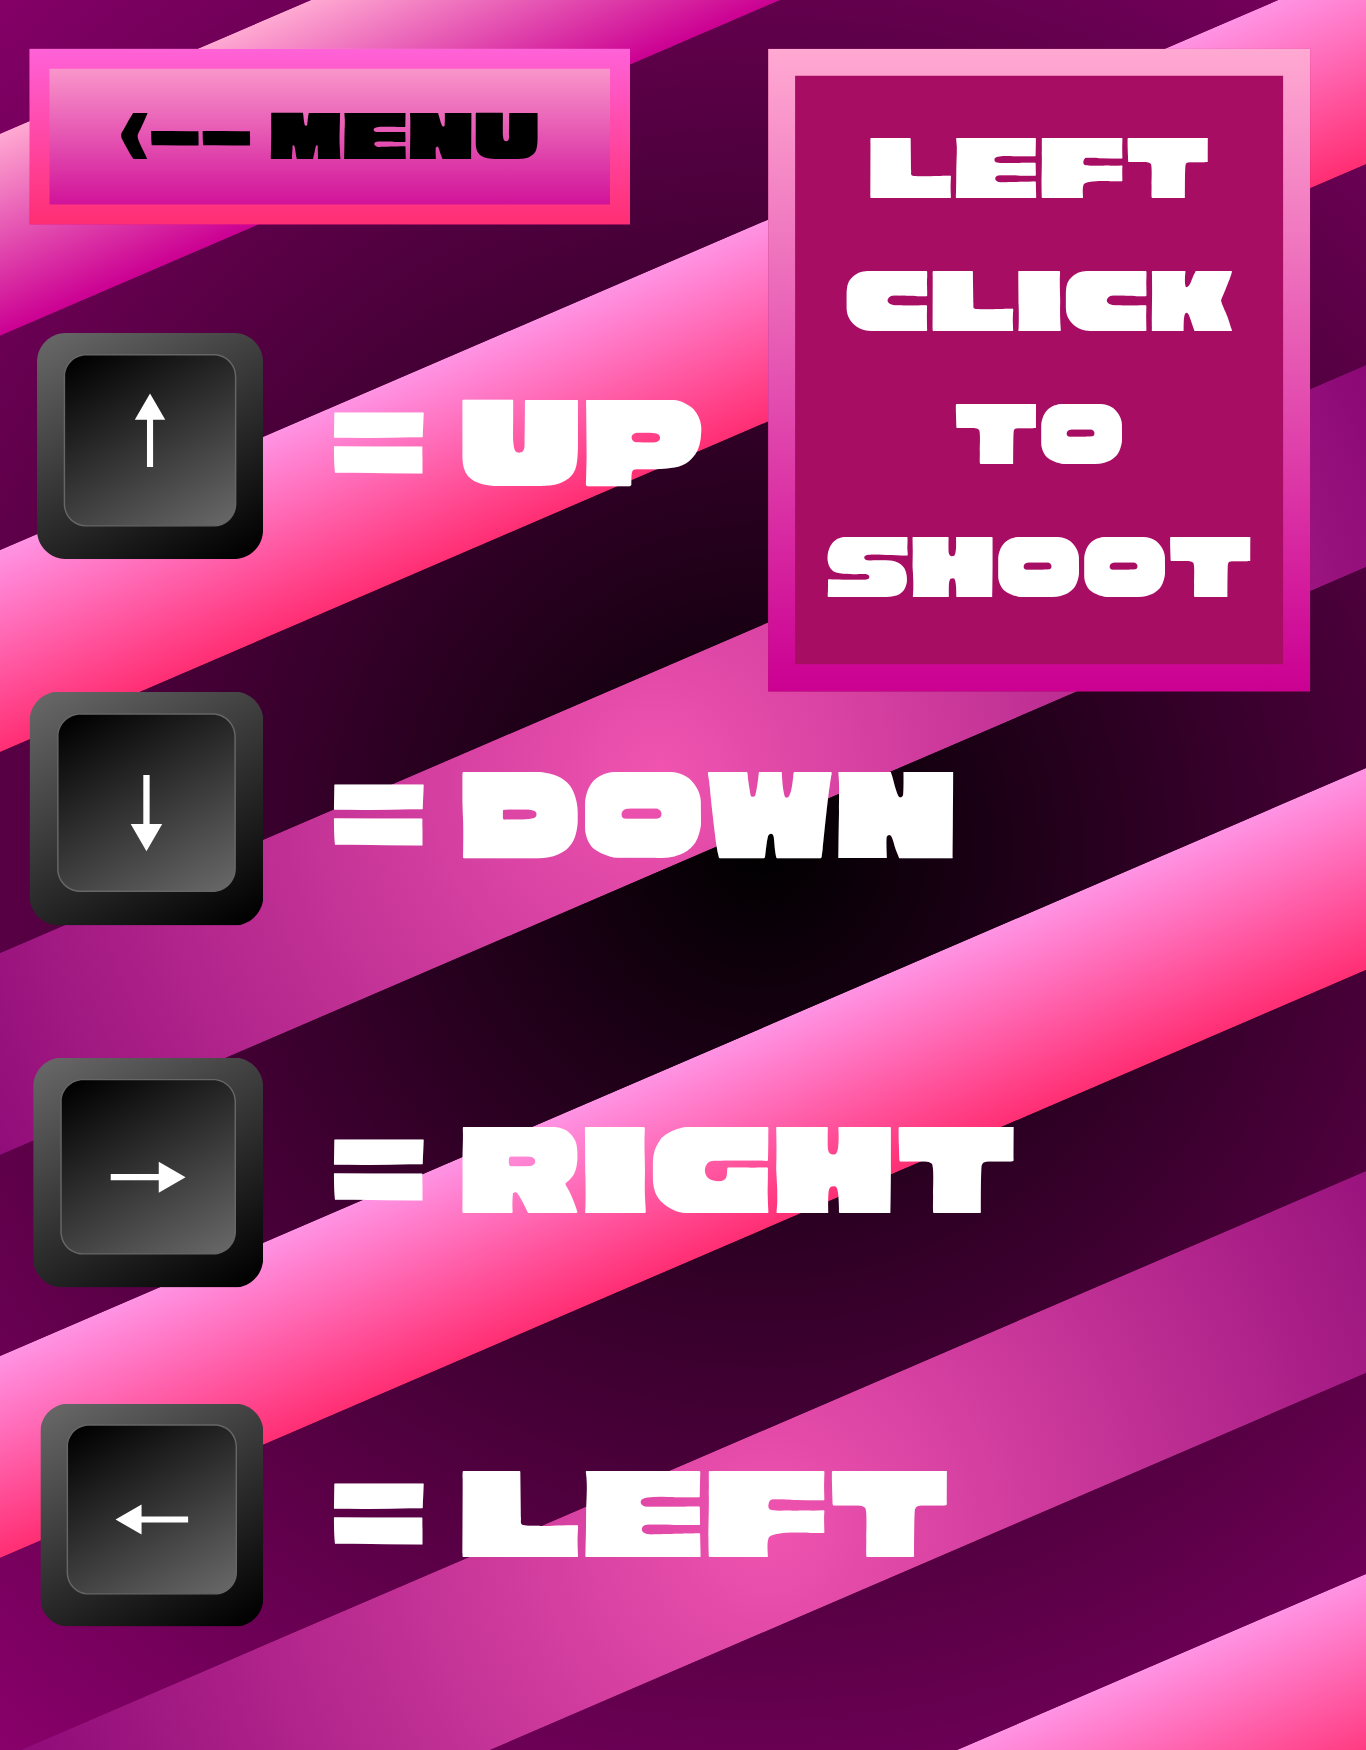 <-- MENU
LEFT
CLICK
TO
SHOOT
↑ = UP
↓ = DOWN
→ = RIGHT
← = LEFT